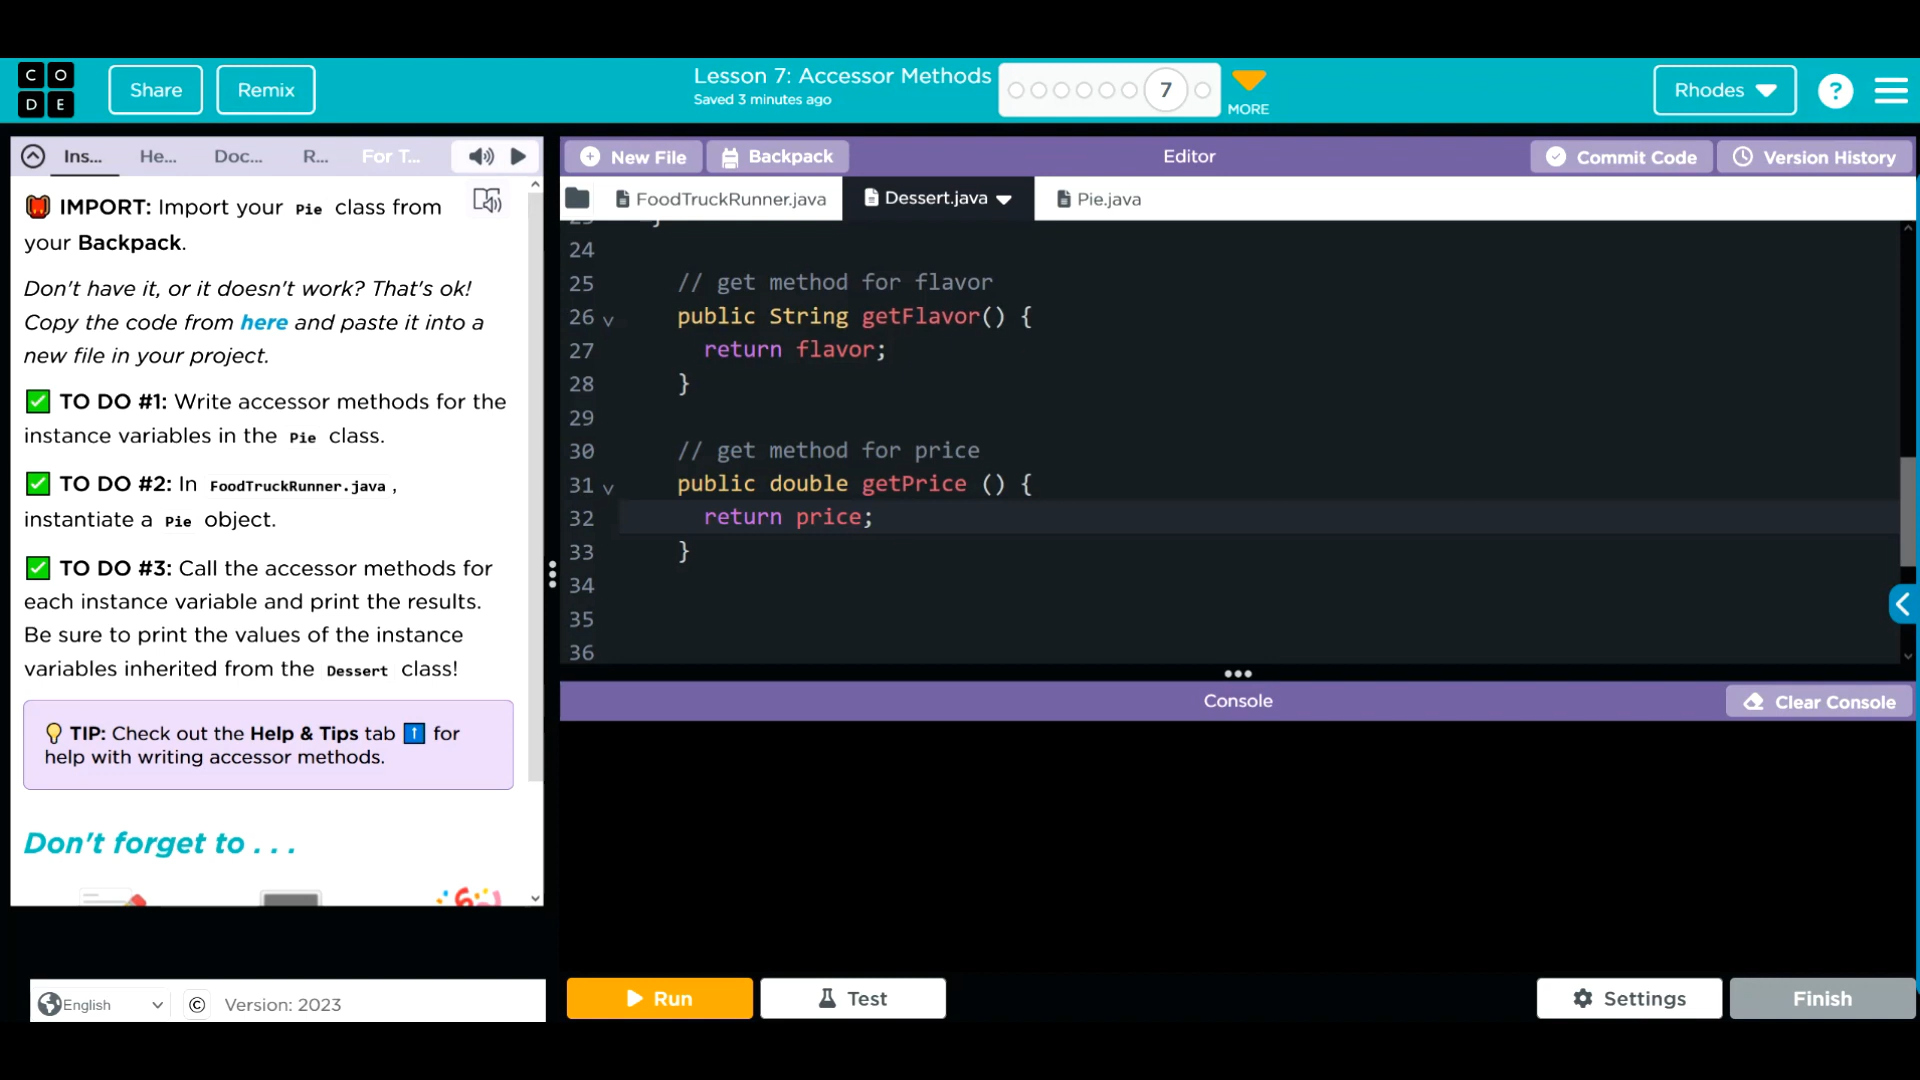 C O
D E
Share
Remix
Lesson 7: Accessor Methods
Saved 3 minutes ago
7
MORE
Rhodes
?
Ins...
He...
Doc...
R...
For T...
New File
Backpack
Editor
Commit Code
Version History
FoodTruckRunner.java
Dessert.java
Pie.java
IMPORT: Import your Pie class from
your Backpack.
Don't have it, or it doesn't work? That's ok!
Copy the code from here and paste it into a
new file in your project.
TO DO #1: Write accessor methods for the
instance variables in the Pie class.
TO DO #2: In FoodTruckRunner.java,
instantiate a Pie object.
TO DO #3: Call the accessor methods for
each instance variable and print the results.
Be sure to print the values of the instance
variables inherited from the Dessert class!
TIP: Check out the Help & Tips tab for
help with writing accessor methods.
Don't forget to . . .
24
25 // get method for flavor
26 public String getFlavor() {
27 return flavor;
28 }
29
30 // get method for price
31 public double getPrice () {
32 return price;
33 }
34
35
36
Console
Clear Console
English
©
Version: 2023
Run
Test
Settings
Finish